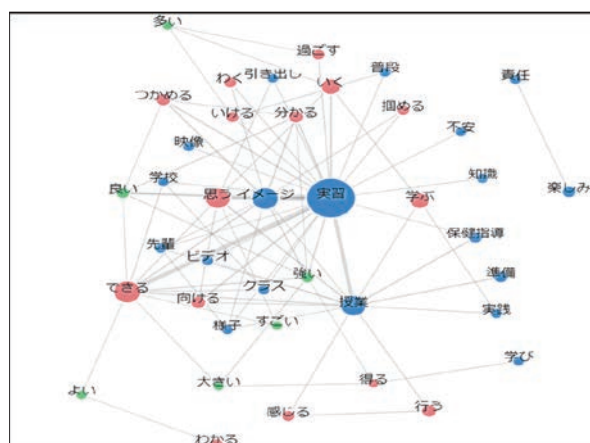 多い
過ごす
わく
引き出し
いく
普段
責任
つかめる
いける
分かる
掴める
映像
不安
学校
知識
楽しみ
良い
思う
イメージ
実習
学ぶ
先輩
ビデオ
保健指導
できる
強い
準備
クラス
向ける
授業
様子
すごい
実践
学び
大きい
得る
よい
感じる
行う
わかる